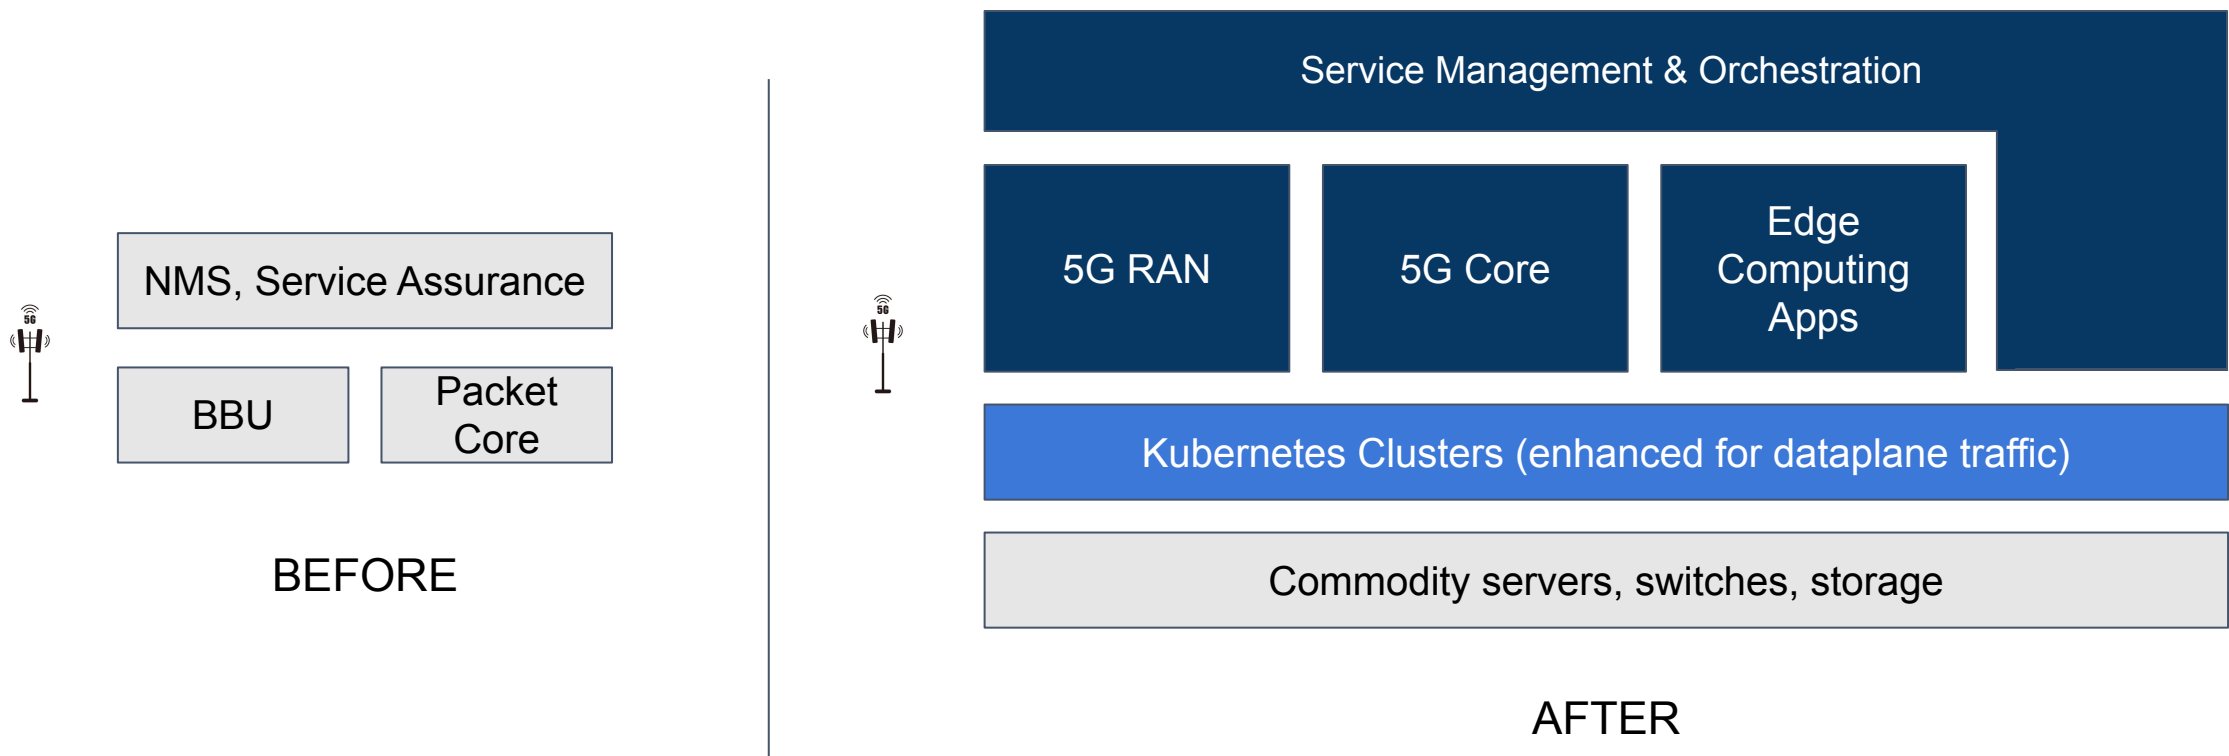 5G
NMS, Service Assurance
BBU
Packet
Core
BEFORE
5G
Service Management & Orchestration
5G RAN
5G Core
Edge
Computing
Apps
Kubernetes Clusters (enhanced for dataplane traffic)
Commodity servers, switches, storage
AFTER